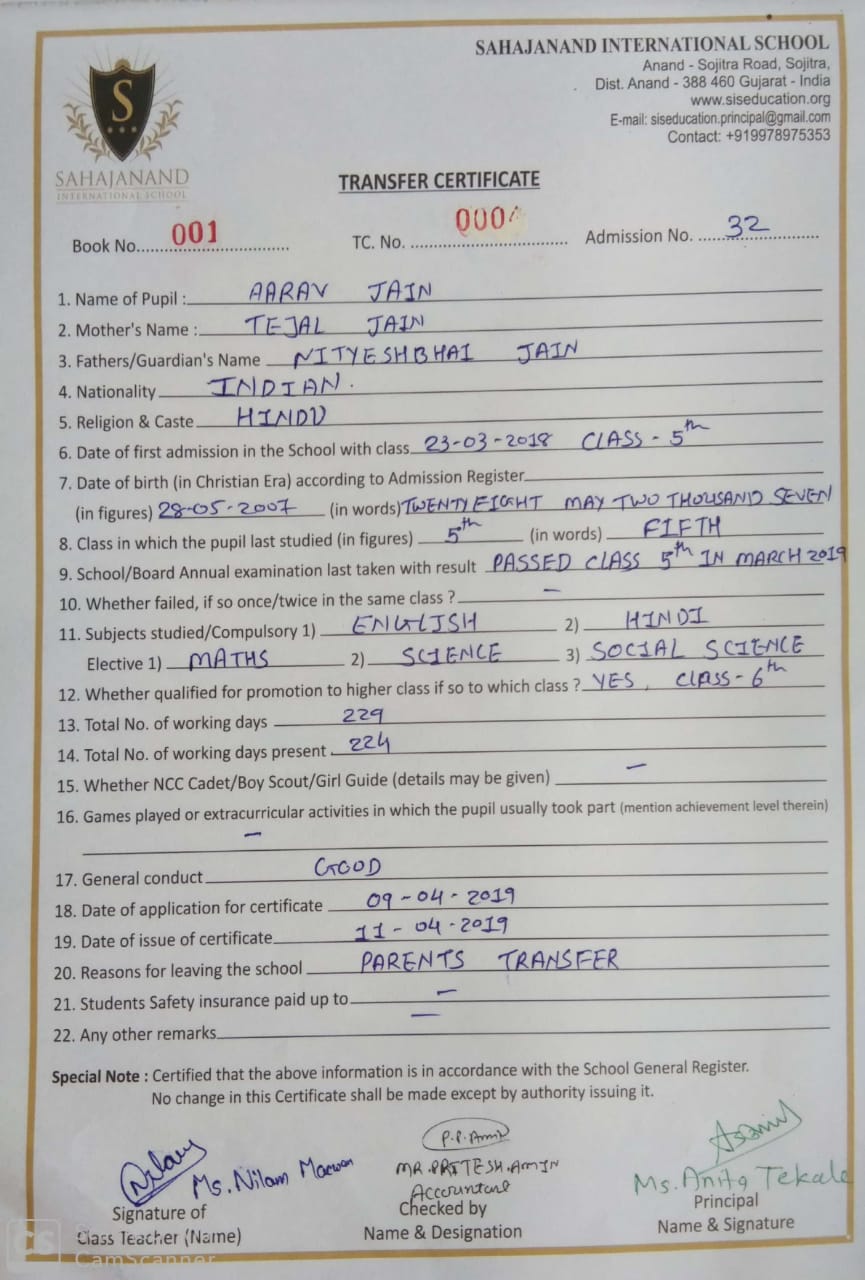 SAHAJANAND INTERNATIONAL SCHOOL
Anand - Sojitra Road, Sojitra,
Dist. Anand - 388 460 Gujarat - India
www.siseducation.org
E-mail: siseducation.principal@gmail.com
Contact: +919978975353
S
SAHAJANAND
INTERNATIONAL SCHOOL
TRANSFER CERTIFICATE
Book No. 001 TC. No. Admission No. 32
1. Name of Pupil : AARAV JAIN
2. Mother's Name : TEJAL JAIN
3. Fathers/Guardian's Name NITYESHBHAI JAIN
4. Nationality INDIAN.
5. Religion & Caste HINDU
6. Date of first admission in the School with class 23-03-2018 CLASS - 5th
7. Date of birth (in Christian Era) according to Admission Register
(in figures) 28-05-2007 (in words) TWENTY EIGHT MAY TWO THOUSAND SEVEN
8. Class in which the pupil last studied (in figures) 5th (in words) FIFTH
9. School/Board Annual examination last taken with result PASSED CLASS 5th IN MARCH 2019
10. Whether failed, if so once/twice in the same class ? –
11. Subjects studied/Compulsory 1) ENGLISH 2) HINDI
Elective 1) MATHS 2) SCIENCE 3) SOCIAL SCIENCE
12. Whether qualified for promotion to higher class if so to which class ? YES, CLASS - 6th
13. Total No. of working days 229
14. Total No. of working days present 224
15. Whether NCC Cadet/Boy Scout/Girl Guide (details may be given) –
16. Games played or extracurricular activities in which the pupil usually took part (mention achievement level therein)
–
17. General conduct GOOD
18. Date of application for certificate 09-04-2019
19. Date of issue of certificate 11-04-2019
20. Reasons for leaving the school PARENTS TRANSFER
21. Students Safety insurance paid up to –
22. Any other remarks –
Special Note : Certified that the above information is in accordance with the School General Register.
No change in this Certificate shall be made except by authority issuing it.
P.P. Amin
Ms. Nilam Macwan MR. PRITESH. AMIN Ms. Anita Tekale
Accountant
Signature of Checked by Principal
Class Teacher (Name) Name & Designation Name & Signature
CS CamScanner